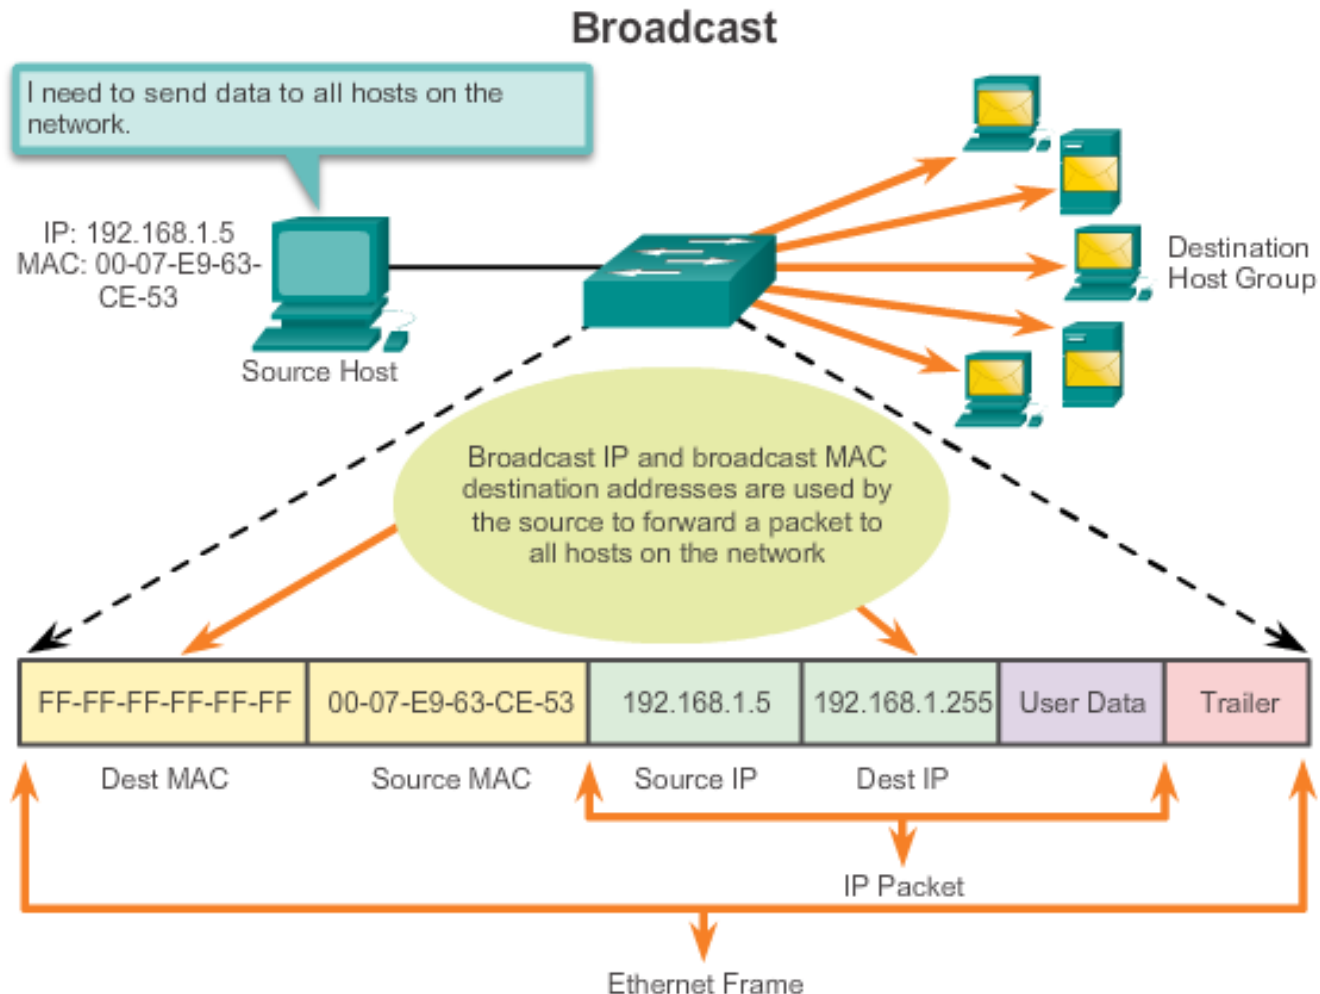 Broadcast
I need to send data to all hosts on the
network.
IP: 192.168.1.5
MAC: 00-07-E9-63-
CE-53
Source Host
Destination
Host Group
Broadcast IP and broadcast MAC
destination addresses are used by
the source to forward a packet to
all hosts on the network
FF-FF-FF-FF-FF-FF 00-07-E9-63-CE-53 192.168.1.5 192.168.1.255 User Data Trailer
Dest MAC Source MAC Source IP Dest IP
IP Packet
Ethernet Frame